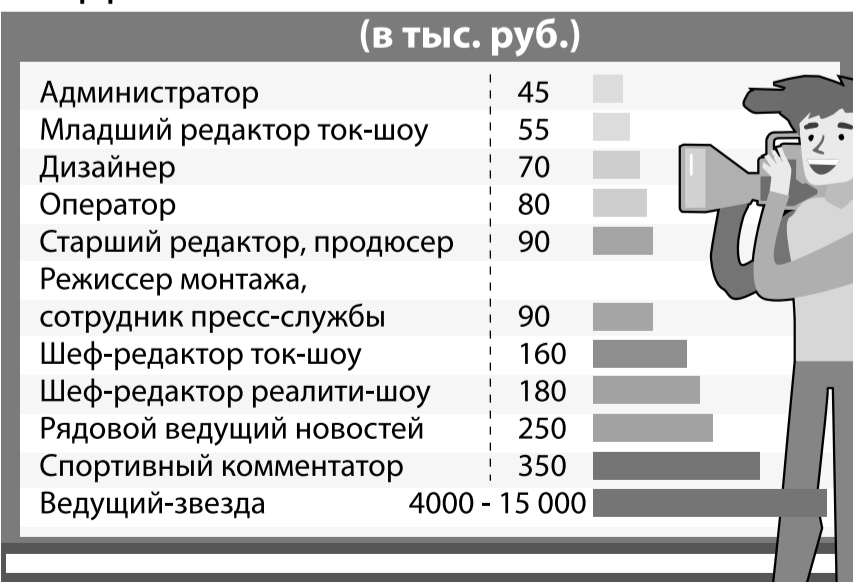 (в тыс. руб.)
Администратор 45
Младший редактор ток-шоу 55
Дизайнер 70
Оператор 80
Старший редактор, продюсер 90
Режиссер монтажа,
сотрудник пресс-службы 90
Шеф-редактор ток-шоу 160
Шеф-редактор реалити-шоу 180
Рядовой ведущий новостей 250
Спортивный комментатор 350
Ведущий-звезда 4000 - 15 000